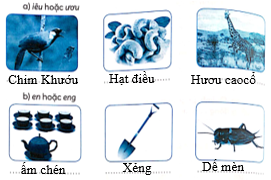 a) iêu hoặc ươu
Chim Khướu
Hạt điều
Hươu caocổ
b) en hoặc eng
ấm chén
Xẻng
Dế mèn